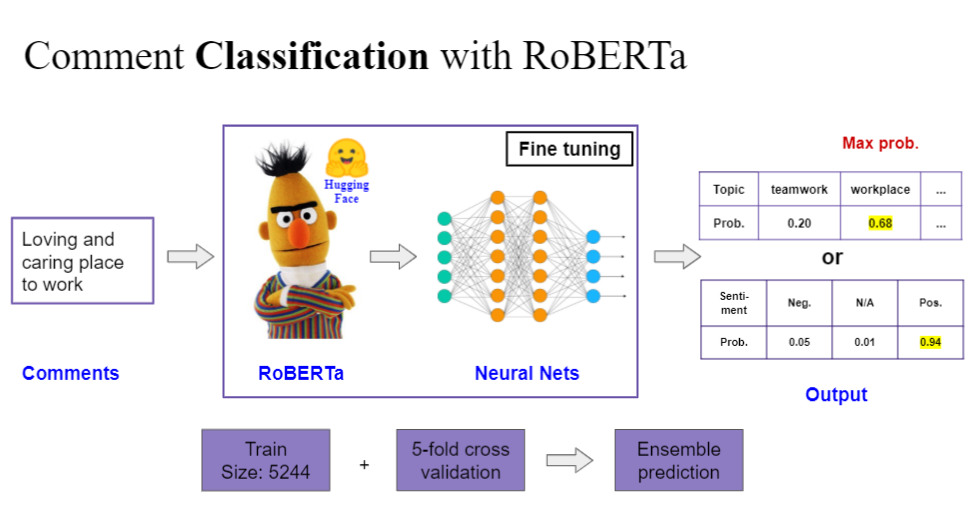 Comment Classification with RoBERTa
Fine tuning
Hugging
Face
Loving and
caring place
to work
Comments
RoBERTa
Neural Nets
Max prob.
Topic teamwork workplace ...
Prob. 0.20 0.68 ...
or
Senti-
ment Neg. N/A Pos.
Prob. 0.05 0.01 0.94
Output
Train
Size: 5244
+
5-fold cross
validation
Ensemble
prediction